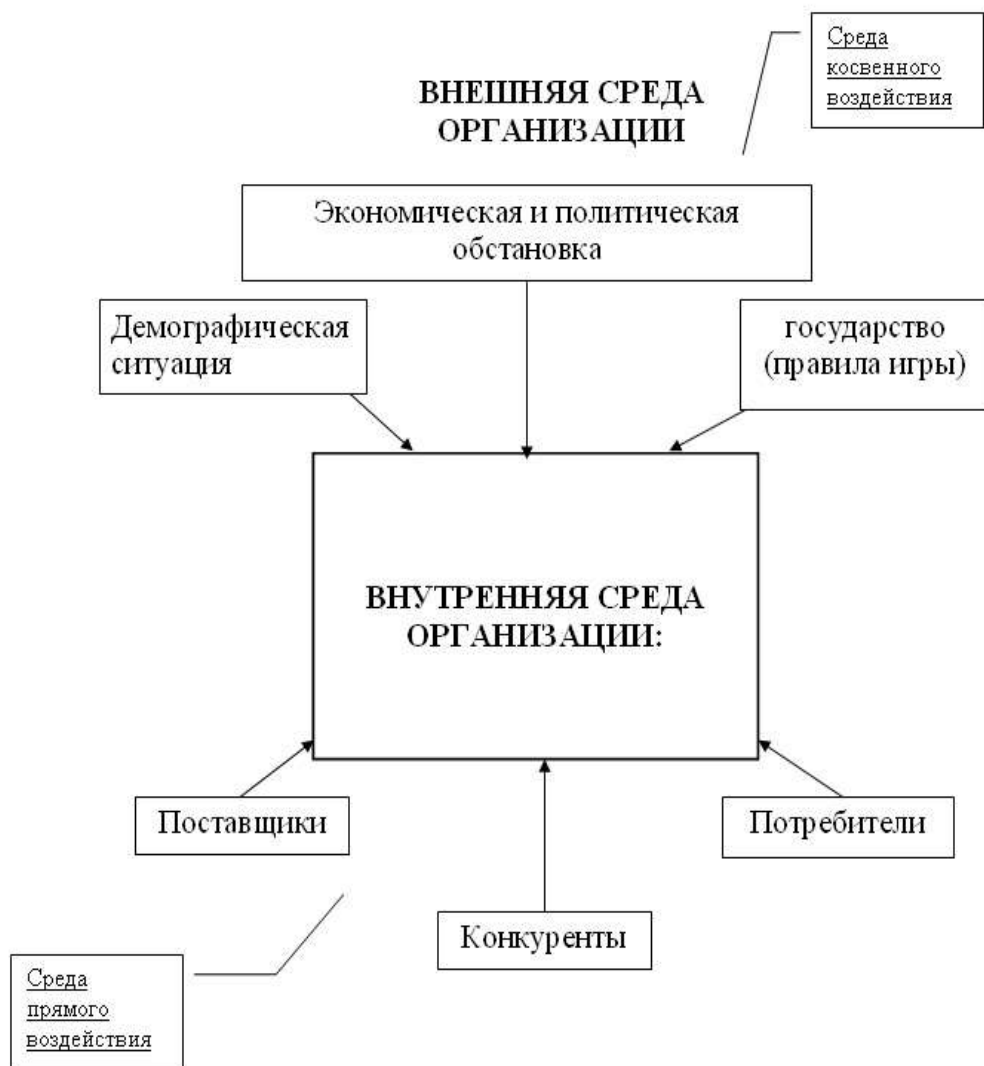 Среда
косвенного
воздействия
ВНЕШНЯЯ СРЕДА
ОРГАНИЗАЦИИ
Экономическая и политическая
обстановка
Демографическая
ситуация
государство
(правила игры)
ВНУТРЕННЯЯ СРЕДА
ОРГАНИЗАЦИИ:
Поставщики
Потребители
Конкуренты
Среда
прямого
воздействия